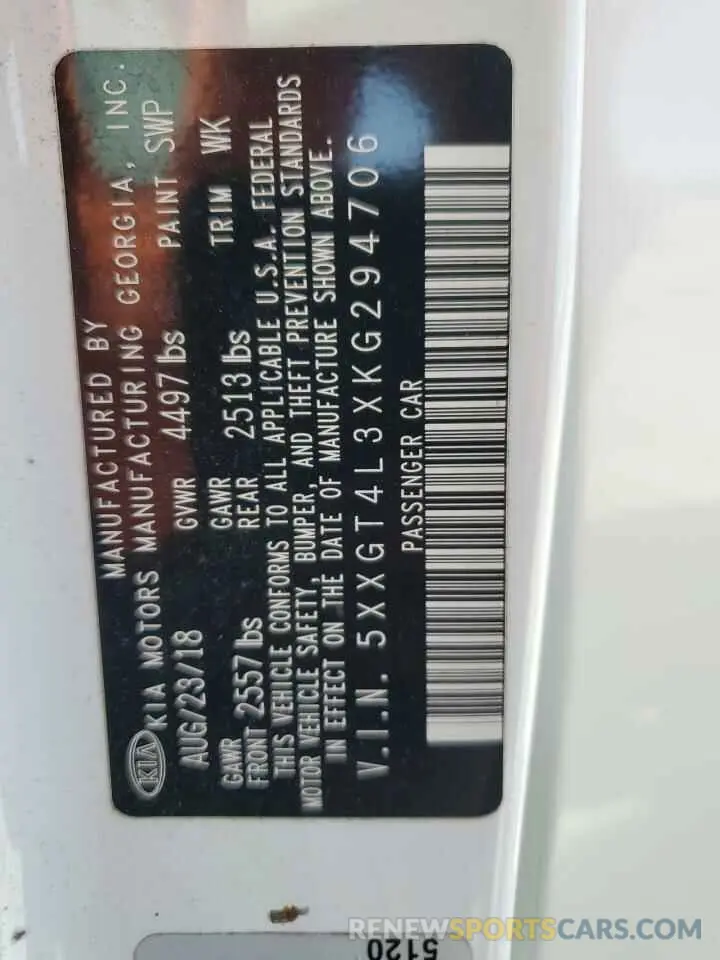 MANUFACTURED BY
KIA KIA MOTORS MANUFACTURING GEORGIA, INC.
AUG/23/18 GVWR 4497 lbs PAINT SWP
GAWR FRONT 2557 lbs GAWR REAR 2513 lbs TRIM WK
THIS VEHICLE CONFORMS TO ALL APPLICABLE U.S.A. FEDERAL
MOTOR VEHICLE SAFETY, BUMPER, AND THEFT PREVENTION STANDARDS
IN EFFECT ON THE DATE OF MANUFACTURE SHOWN ABOVE.
V.I.N. 5XXGT4L3XKG294706
PASSENGER CAR
5120
RENEWSPORTSCARS.COM